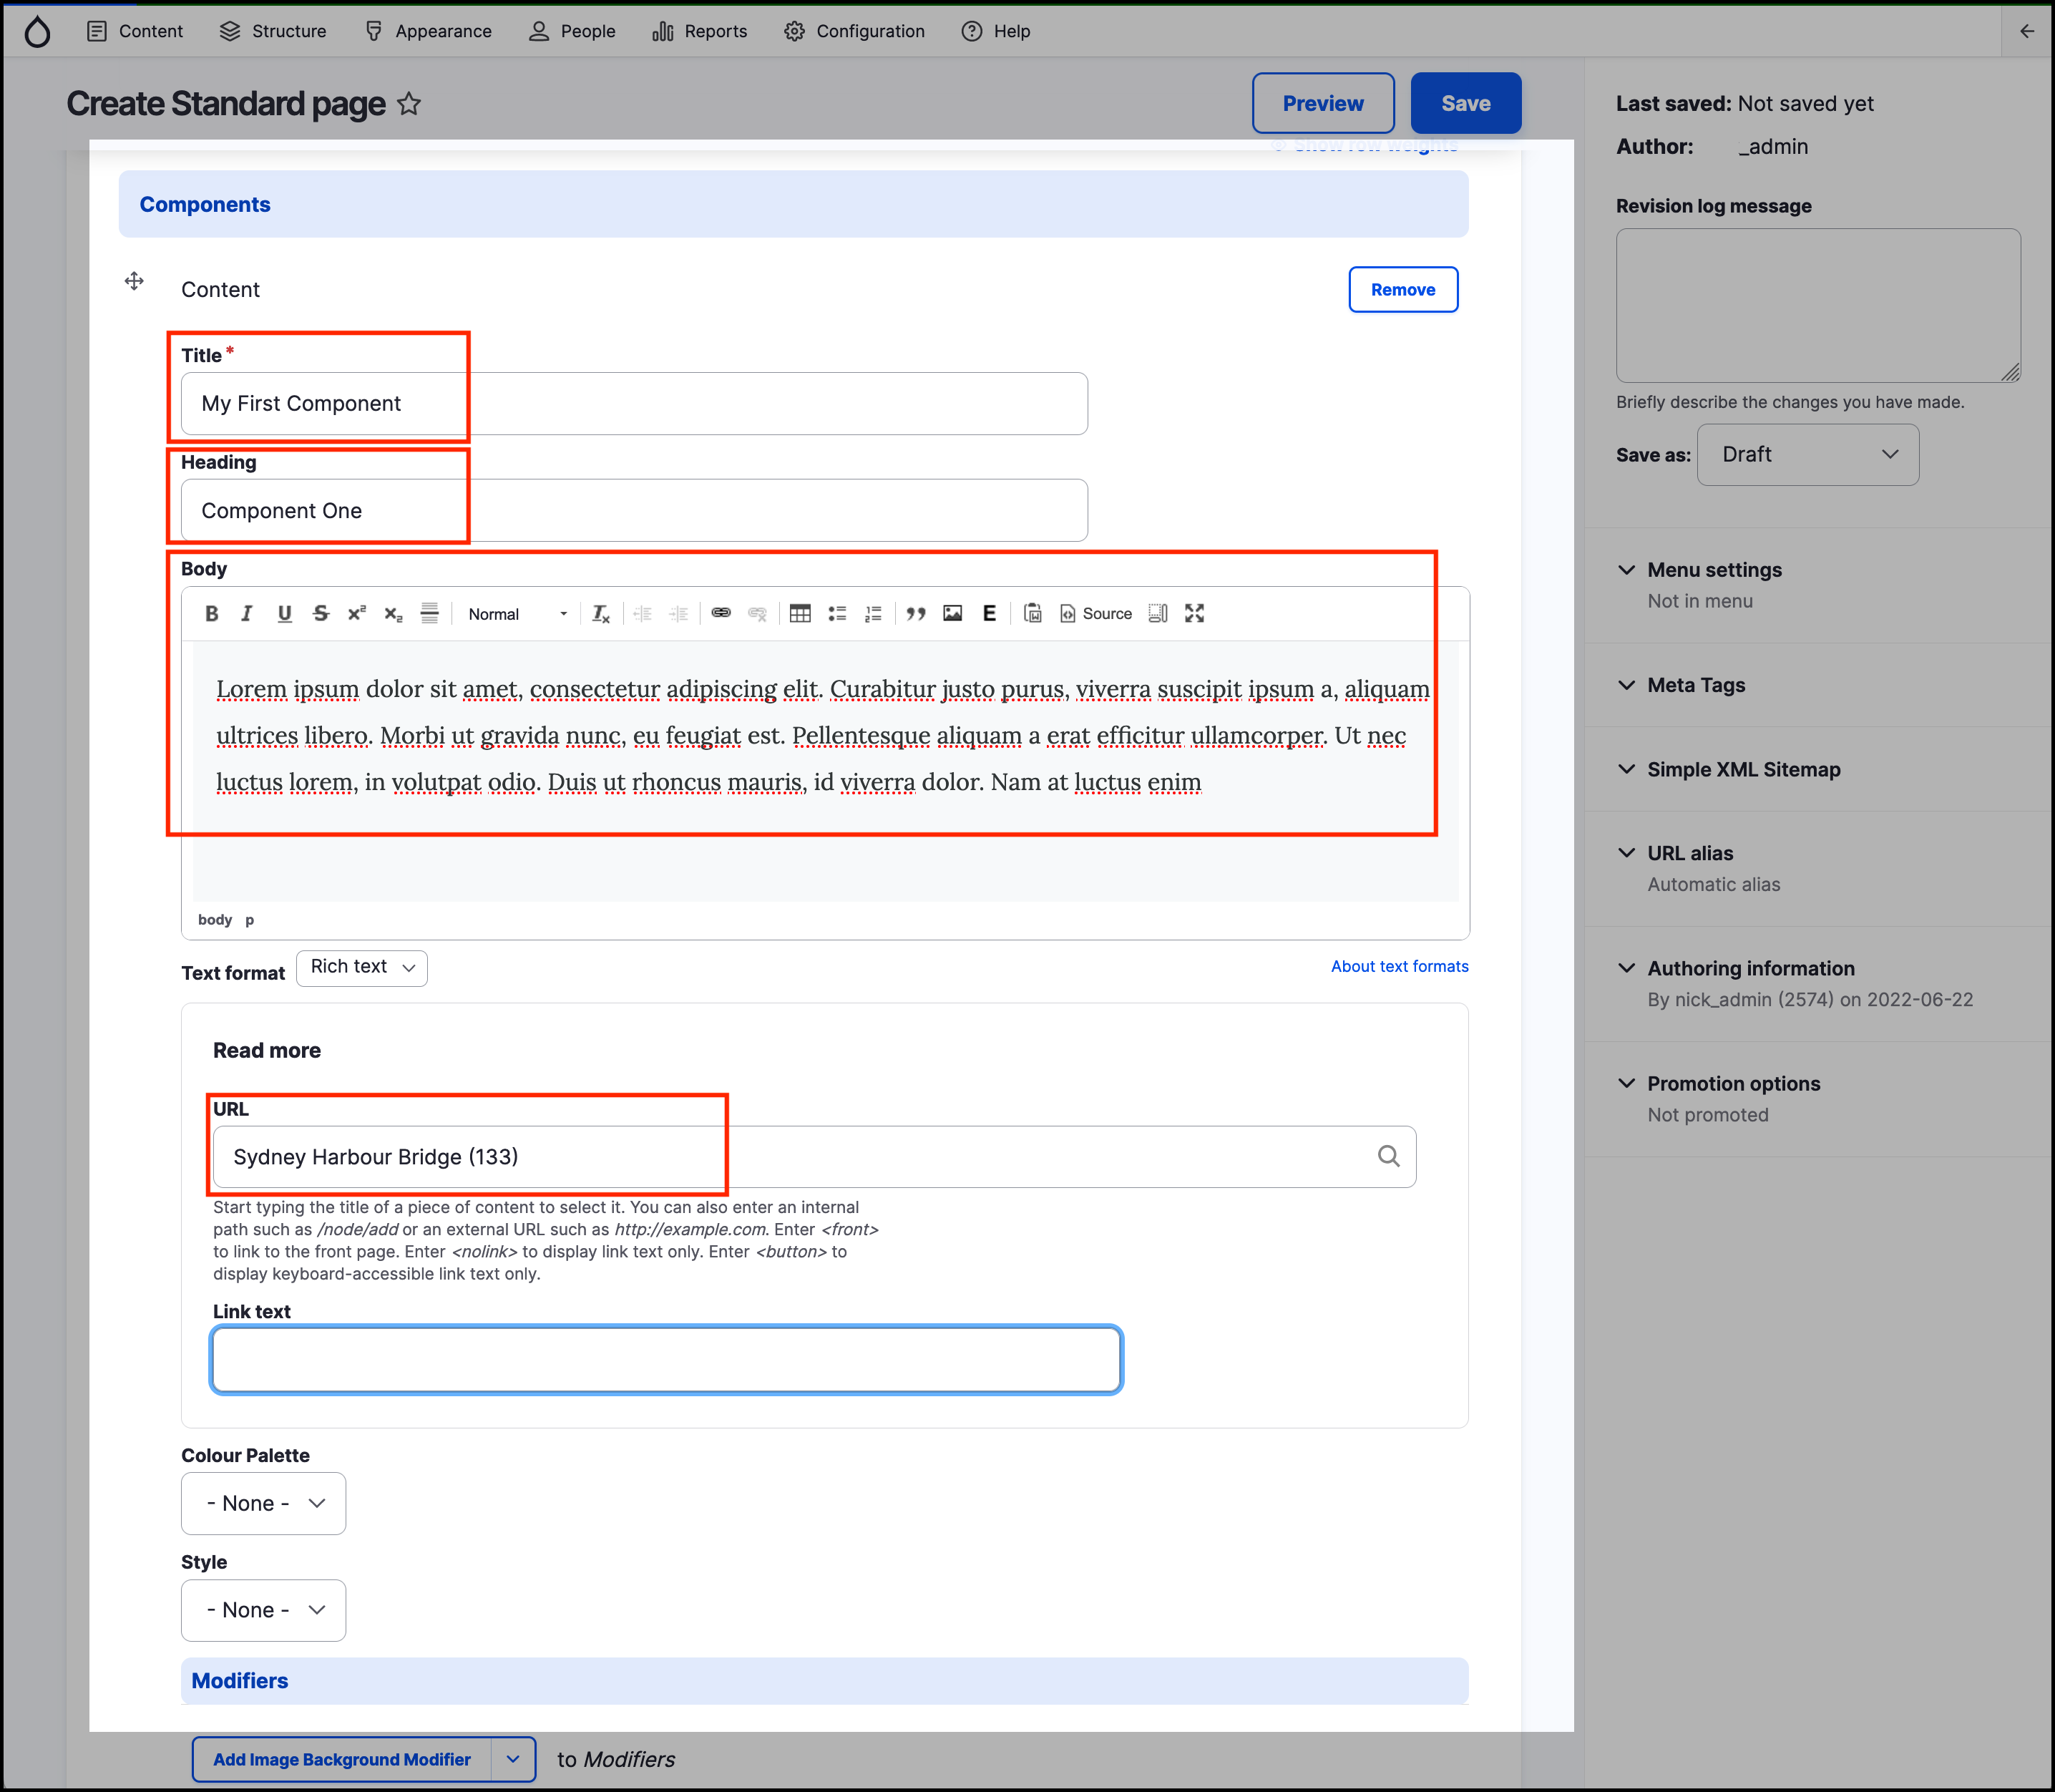 Content Structure Appearance People Reports Configuration Help
Create Standard page
Preview Save
Show row weights
Components
Content
Remove
Title *
My First Component
Heading
Component One
Body
B I U S x² x₂ Normal Ix Source
Lorem ipsum dolor sit amet, consectetur adipiscing elit. Curabitur justo purus, viverra suscipit ipsum a, aliquam
ultrices libero. Morbi ut gravida nunc, eu feugiat est. Pellentesque aliquam a erat efficitur ullamcorper. Ut nec
luctus lorem, in volutpat odio. Duis ut rhoncus mauris, id viverra dolor. Nam at luctus enim
body p
Text format Rich text
About text formats
Read more
URL
Sydney Harbour Bridge (133)
Start typing the title of a piece of content to select it. You can also enter an internal
path such as /node/add or an external URL such as http://example.com. Enter <front>
to link to the front page. Enter <nolink> to display link text only. Enter <button> to
display keyboard-accessible link text only.
Link text
Colour Palette
- None -
Style
- None -
Modifiers
Add Image Background Modifier to Modifiers
Last saved: Not saved yet
Author: _admin
Revision log message
Briefly describe the changes you have made.
Save as: Draft
Menu settings
Not in menu
Meta Tags
Simple XML Sitemap
URL alias
Automatic alias
Authoring information
By nick_admin (2574) on 2022-06-22
Promotion options
Not promoted